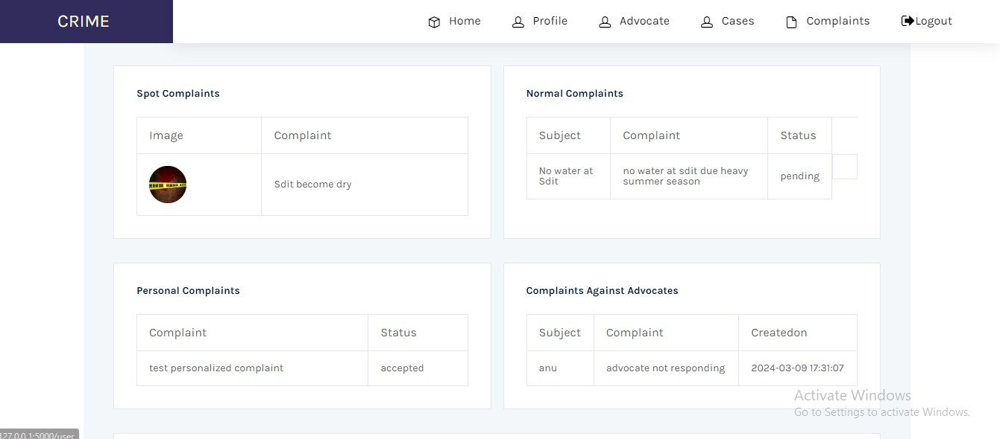 CRIME
Home
Profile
Advocate
Cases
Complaints
Logout
Spot Complaints
Image
Complaint
Sdit become dry
Normal Complaints
Subject
Complaint
Status
No water at
Sdit
no water at sdit due heavy
summer season
pending
Personal Complaints
Complaint
Status
test personalized complaint
accepted
Complaints Against Advocates
Subject
Complaint
Createdon
anu
advocate not responding
2024-03-09 17:31:07
Activate Windows
Go to Settings to activate Windows.
127.0.0.1:5000/user